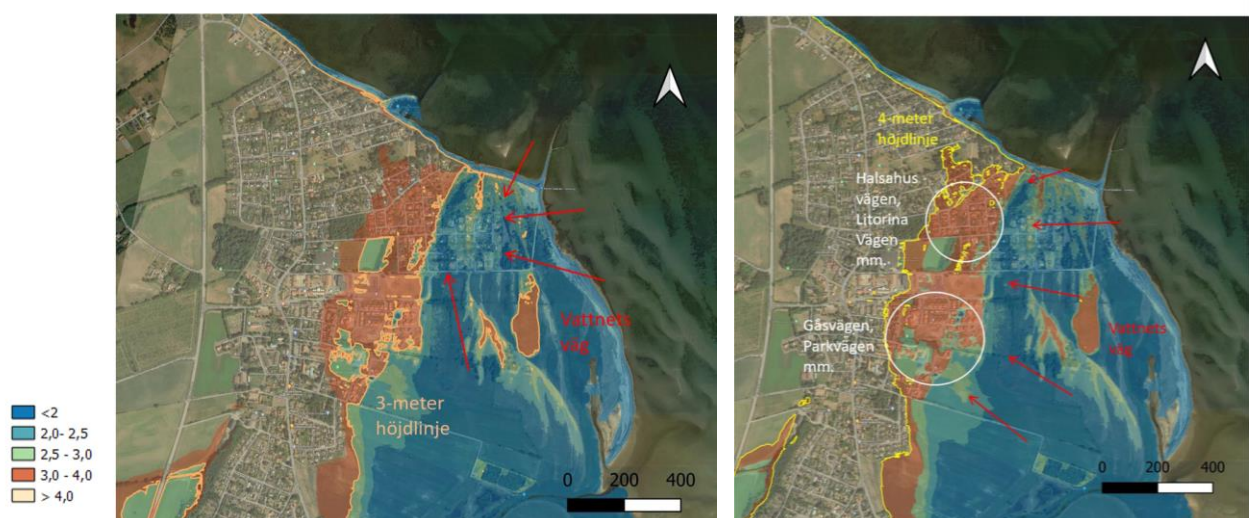 <2
2,0- 2,5
2,5 - 3,0
3,0 - 4,0
> 4,0
Vattnets
väg
3-meter
höjdlinje
0 200 400
4-meter
höjdlinje
Halsahus
vägen,
Litorina
Vägen
mm.
Gåsvägen,
Parkvägen
mm.
Vattnets
väg
0 200 400